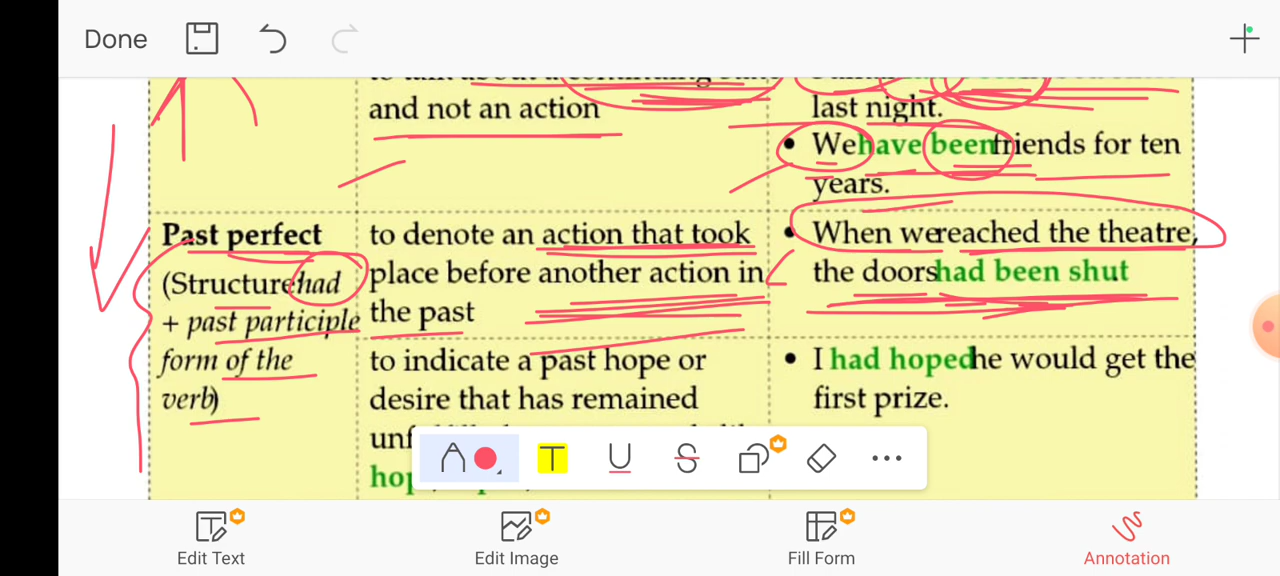 Done
and not an action
last night.
• We have been friends for ten
years.
Past perfect
(Structure had
+ past participle
form of the
verb)
to denote an action that took
place before another action in
the past
• When we reached the theatre,
the doors had been shut
to indicate a past hope or
desire that has remained
• I had hoped he would get the
first prize.
T
U
S
Edit Text
Edit Image
Fill Form
Annotation